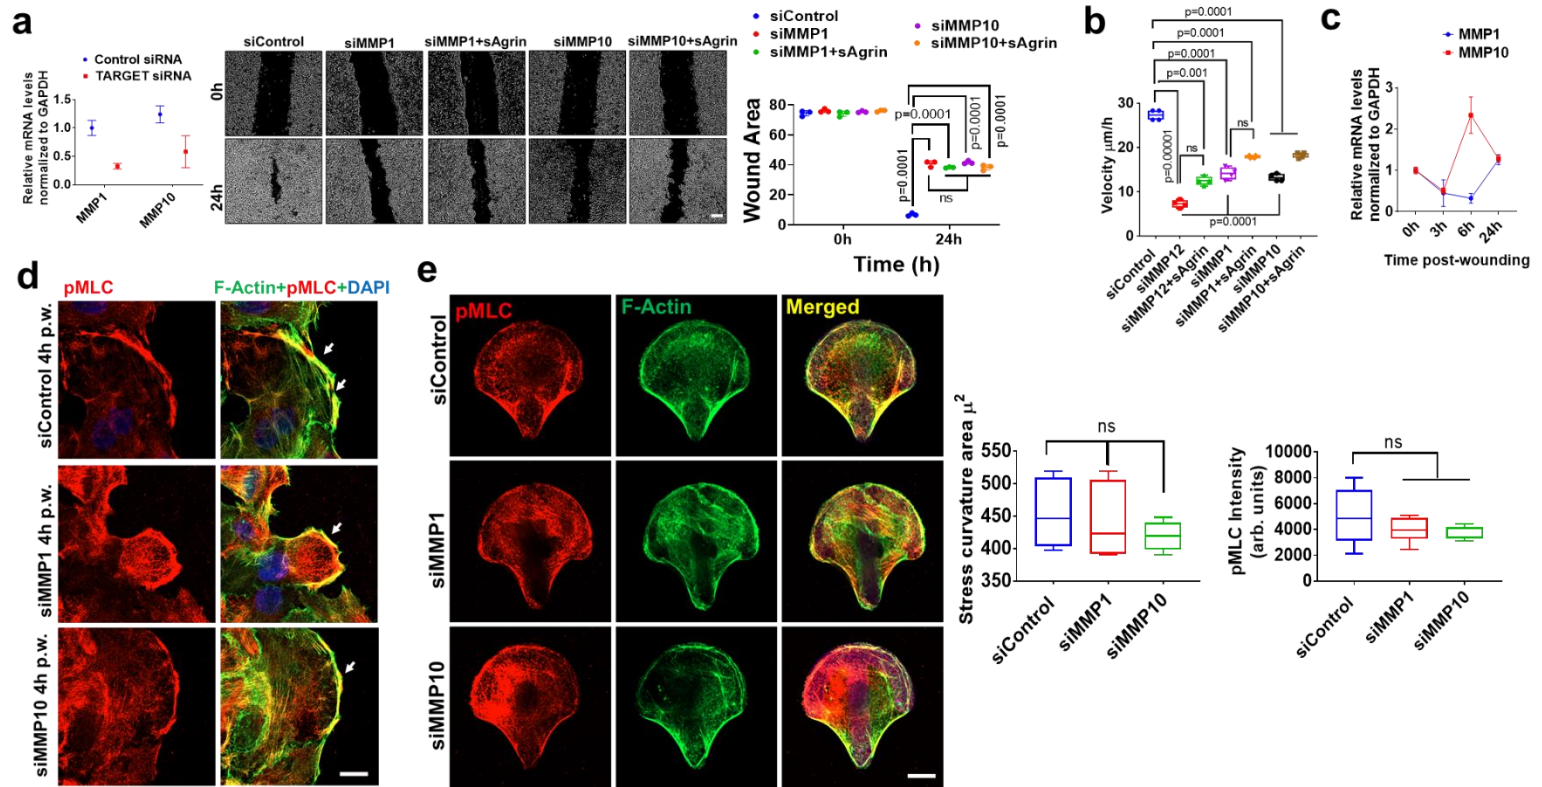 a
Control siRNA
TARGET siRNA
Relative mRNA levels
normalized to GAPDH
1.5
1.0
0.5
0.0
MMP1
MMP10
siControl
siMMP1
siMMP1+sAgrin
siMMP10
siMMP10+sAgrin
0h
24h
siControl
siMMP1
siMMP1+sAgrin
siMMP10
siMMP10+sAgrin
Wound Area
80
60
40
20
0
p=0.0001
p=0.0001
p=0.0001
p=0.0001
ns
0h
24h
Time (h)
b
p=0.0001
p=0.0001
p=0.0001
p=0.001
p=0.00001
ns
ns
p=0.0001
Velocity µm/h
30
20
10
0
siControl
siMMP12
siMMP12+sAgrin
siMMP1
siMMP1+sAgrin
siMMP10
siMMP10+sAgrin
c
MMP1
MMP10
Relative mRNA levels
normalized to GAPDH
3
2
1
0
0h
3h
6h
24h
Time post-wounding
d
pMLC
F-Actin+pMLC+DAPI
siControl 4h p.w.
siMMP1 4h p.w.
siMMP10 4h p.w.
e
pMLC
F-Actin
Merged
siControl
siMMP1
siMMP10
Stress curvature area µ²
550
500
450
400
350
ns
siControl
siMMP1
siMMP10
pMLC Intensity
(arb. units)
10000
8000
6000
4000
2000
0
ns
siControl
siMMP1
siMMP10